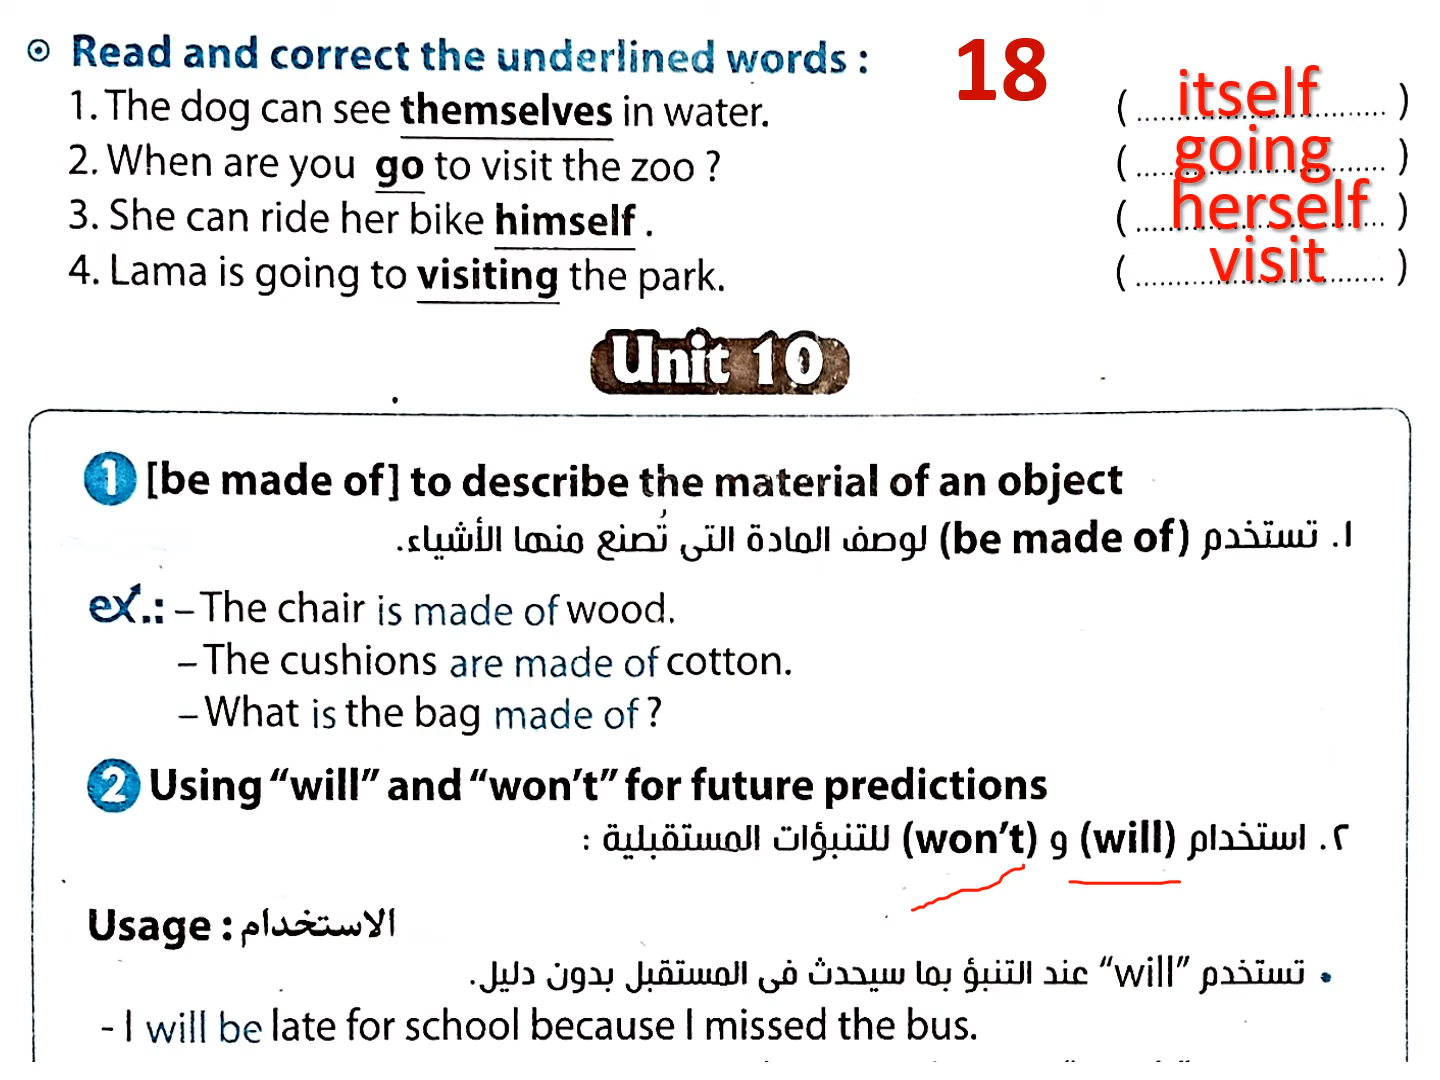 Read and correct the underlined words : 18
1. The dog can see themselves in water. (itself)
2. When are you go to visit the zoo ? (going)
3. She can ride her bike himself . (herself)
4. Lama is going to visiting the park. (visit)
Unit 10
1 [be made of] to describe the material of an object
١. تستخدم (be made of) لوصف المادة التى تُصنع منها الأشياء.
ex.: – The chair is made of wood.
– The cushions are made of cotton.
– What is the bag made of ?
2 Using “will” and “won’t” for future predictions
٢. استخدام (will) و (won’t) للتنبؤات المستقبلية :
Usage : الاستخدام
• تستخدم “will” عند التنبؤ بما سيحدث فى المستقبل بدون دليل.
- I will be late for school because I missed the bus.